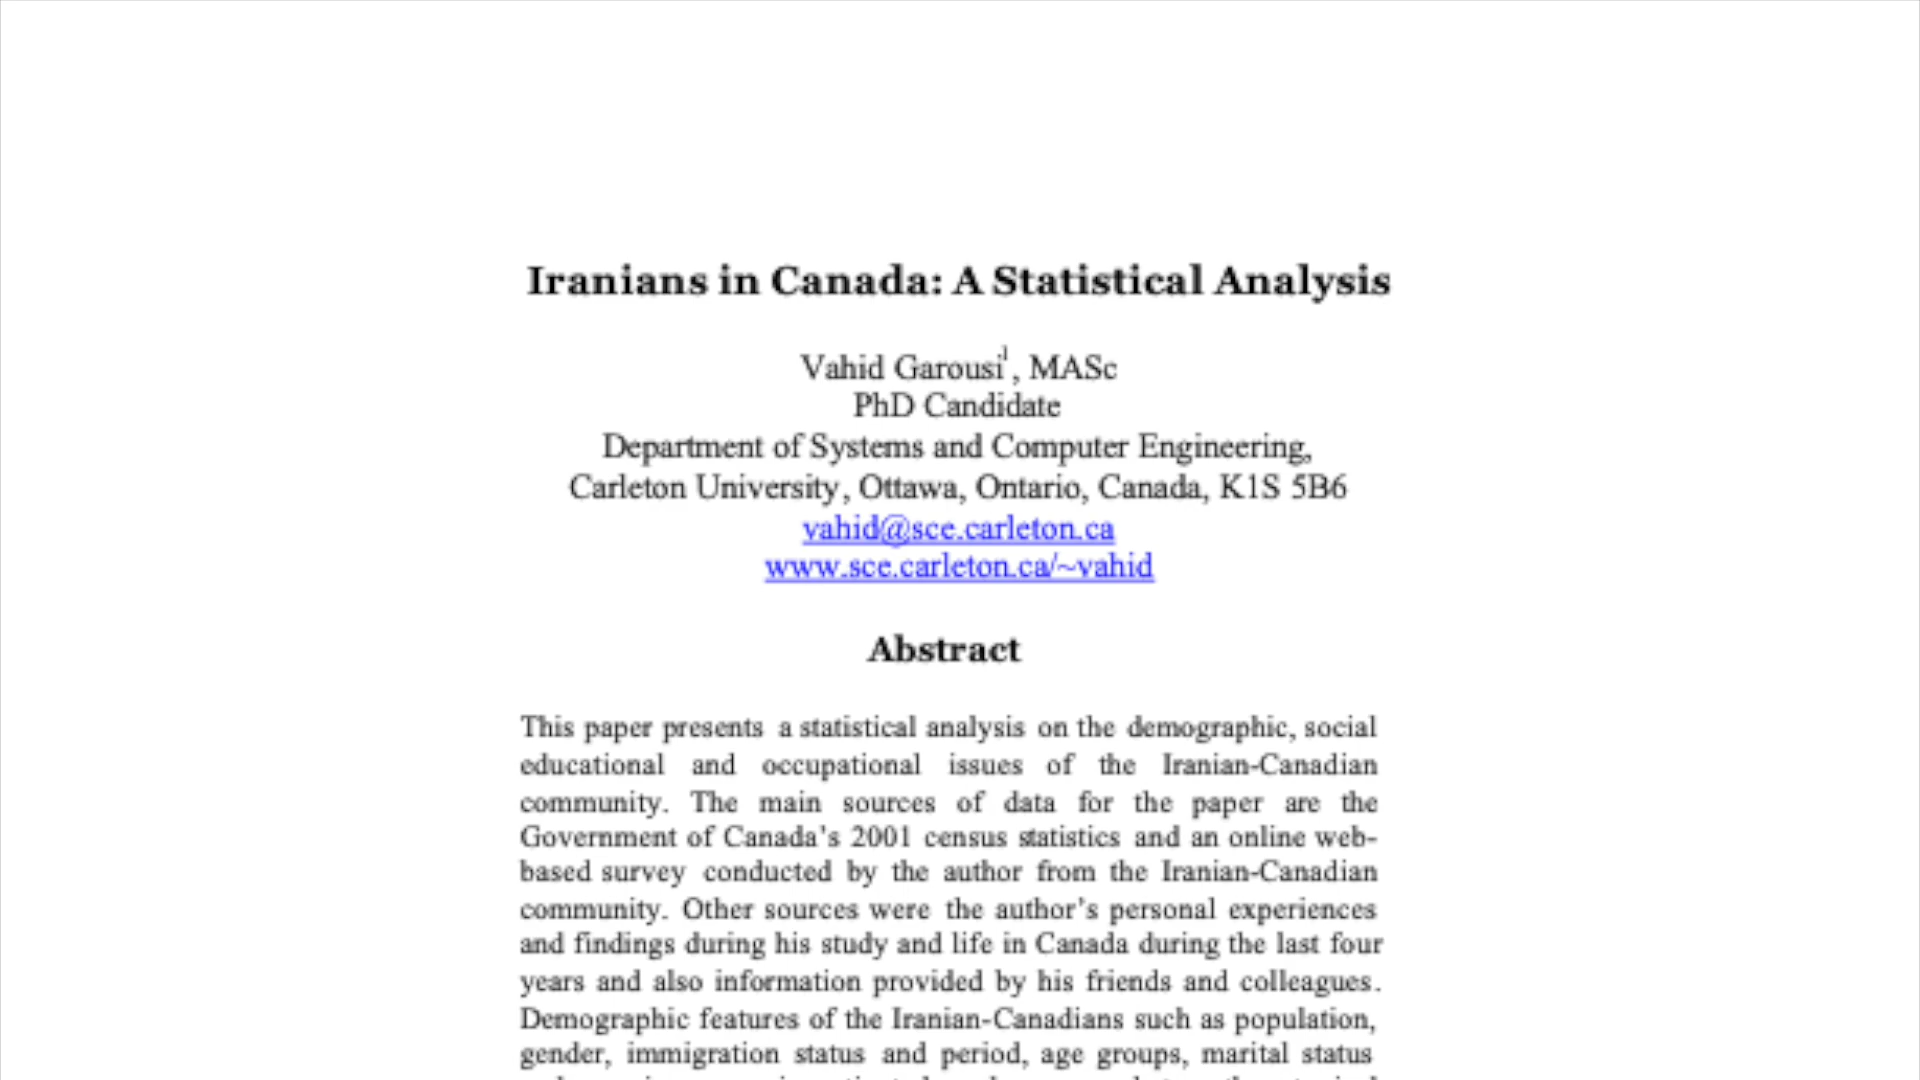 Iranians in Canada: A Statistical Analysis
Vahid Garousi1, MASc
PhD Candidate
Department of Systems and Computer Engineering,
Carleton University, Ottawa, Ontario, Canada, K1S 5B6
vahid@sce.carleton.ca
www.sce.carleton.ca/~vahid
Abstract
This paper presents a statistical analysis on the demographic, social
educational and occupational issues of the Iranian-Canadian
community. The main sources of data for the paper are the
Government of Canada's 2001 census statistics and an online web-
based survey conducted by the author from the Iranian-Canadian
community. Other sources were the author's personal experiences
and findings during his study and life in Canada during the last four
years and also information provided by his friends and colleagues.
Demographic features of the Iranian-Canadians such as population,
gender, immigration status and period, age groups, marital status